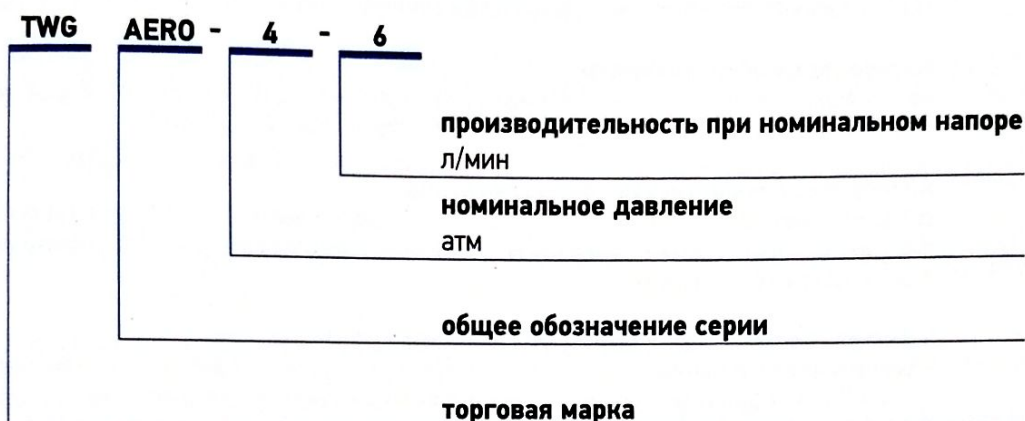 TWG AERO - 4 - 6
производительность при номинальном напоре
л/мин
номинальное давление
атм
общее обозначение серии
торговая марка